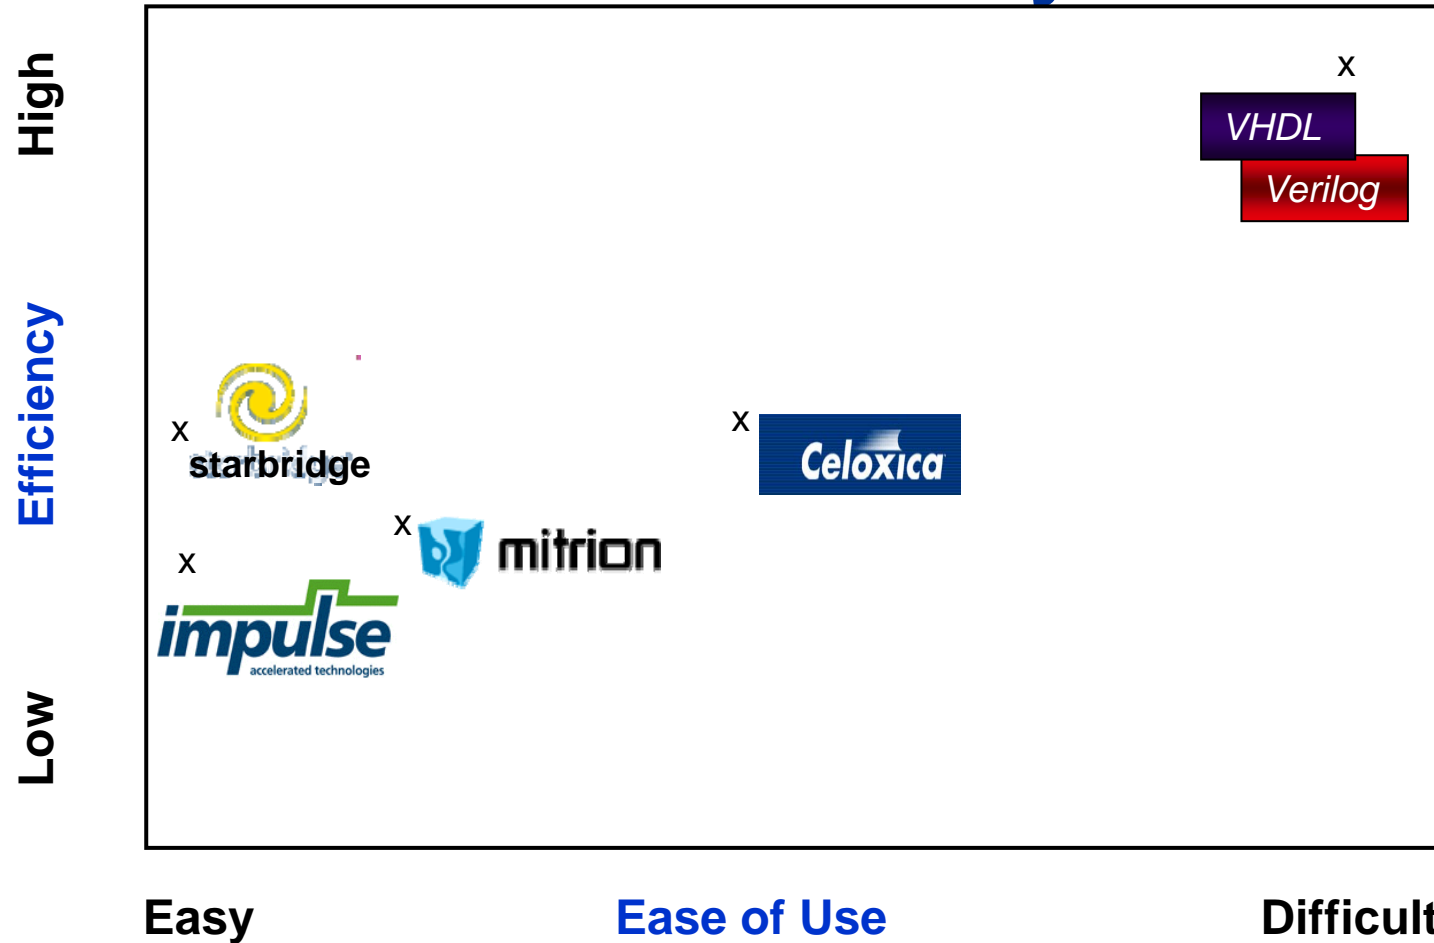 High
x
VHDL
Verilog
Efficiency
x
starbridge
x
Celoxica
x
mitrion
x
impulse
accelerated technologies
Low
Easy
Ease of Use
Difficult